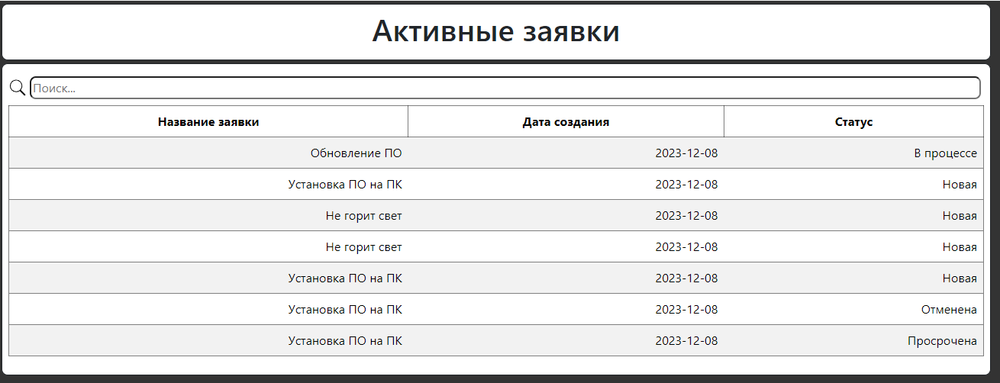 Активные заявки
Поиск...
Название заявки Дата создания Статус
Обновление ПО 2023-12-08 В процессе
Установка ПО на ПК 2023-12-08 Новая
Не горит свет 2023-12-08 Новая
Не горит свет 2023-12-08 Новая
Установка ПО на ПК 2023-12-08 Новая
Установка ПО на ПК 2023-12-08 Отменена
Установка ПО на ПК 2023-12-08 Просрочена